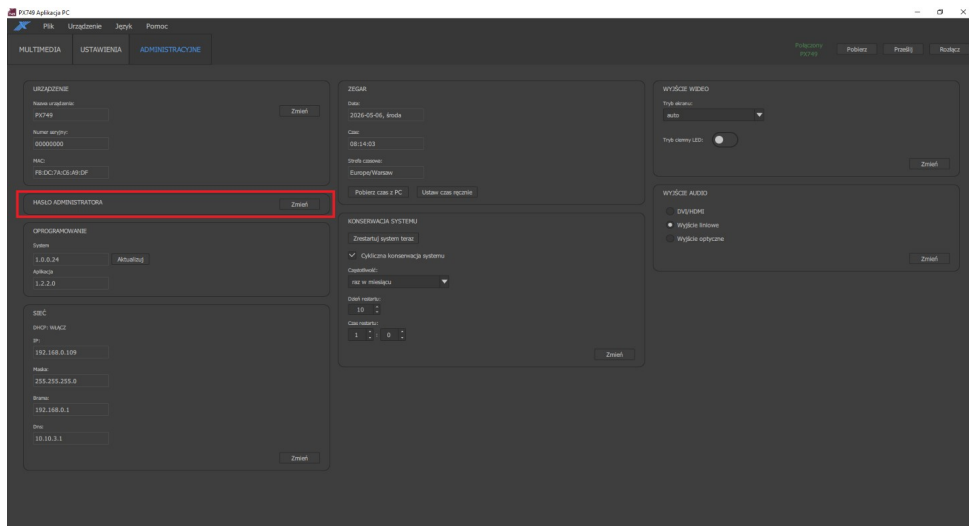 PX749 Aplikacja PC
Plik Urządzenie Język Pomoc
MULTIMEDIA USTAWIENIA ADMINISTRACYJNE
Połączony
PX749
Pobierz Prześlij Rozłącz
URZĄDZENIE
Nazwa urządzenia:
PX749
Zmień
Numer seryjny:
00000000
MAC:
F8:DC:7A:C6:A9:DF
HASŁO ADMINISTRATORA
Zmień
OPROGRAMOWANIE
System
1.0.0.24
Aktualizuj
Aplikacja
1.2.2.0
SIEĆ
DHCP: WŁĄCZ
IP:
192.168.0.109
Maska:
255.255.255.0
Brama:
192.168.0.1
Dns:
10.10.3.1
Zmień
ZEGAR
Data:
2026-05-06, środa
Czas:
08:14:03
Strefa czasowa:
Europe/Warsaw
Pobierz czas z PC Ustaw czas ręcznie
KONSERWACJA SYSTEMU
Zrestartuj system teraz
Cykliczna konserwacja systemu
Częstotliwość:
raz w miesiącu
Dzień restartu:
10
Czas restartu:
1 : 0
Zmień
WYJŚCIE WIDEO
Tryb ekranu:
auto
Tryb ciemny LED:
Zmień
WYJŚCIE AUDIO
DVI/HDMI
Wyjście liniowe
Wyjście optyczne
Zmień